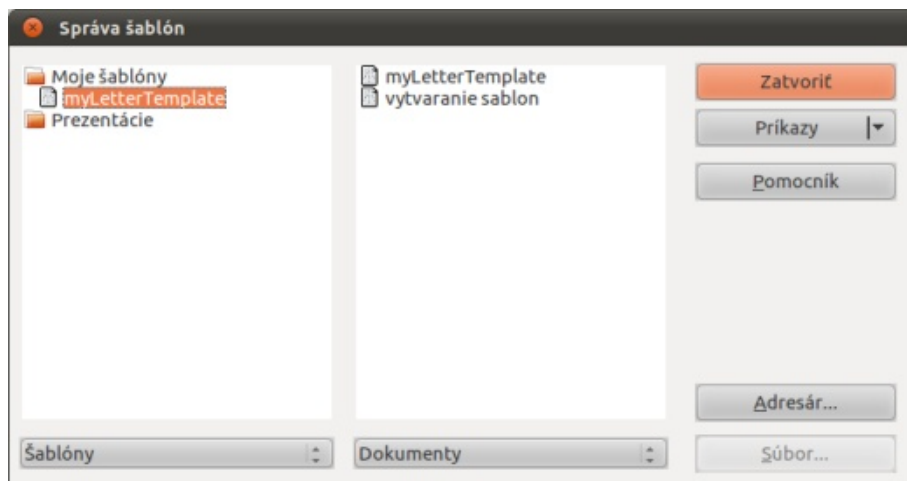 Správa šablón
Moje šablóny
myLetterTemplate
Prezentácie
myLetterTemplate
vytvaranie sablon
Zatvoriť
Príkazy
Pomocník
Adresár...
Súbor...
Šablóny
Dokumenty